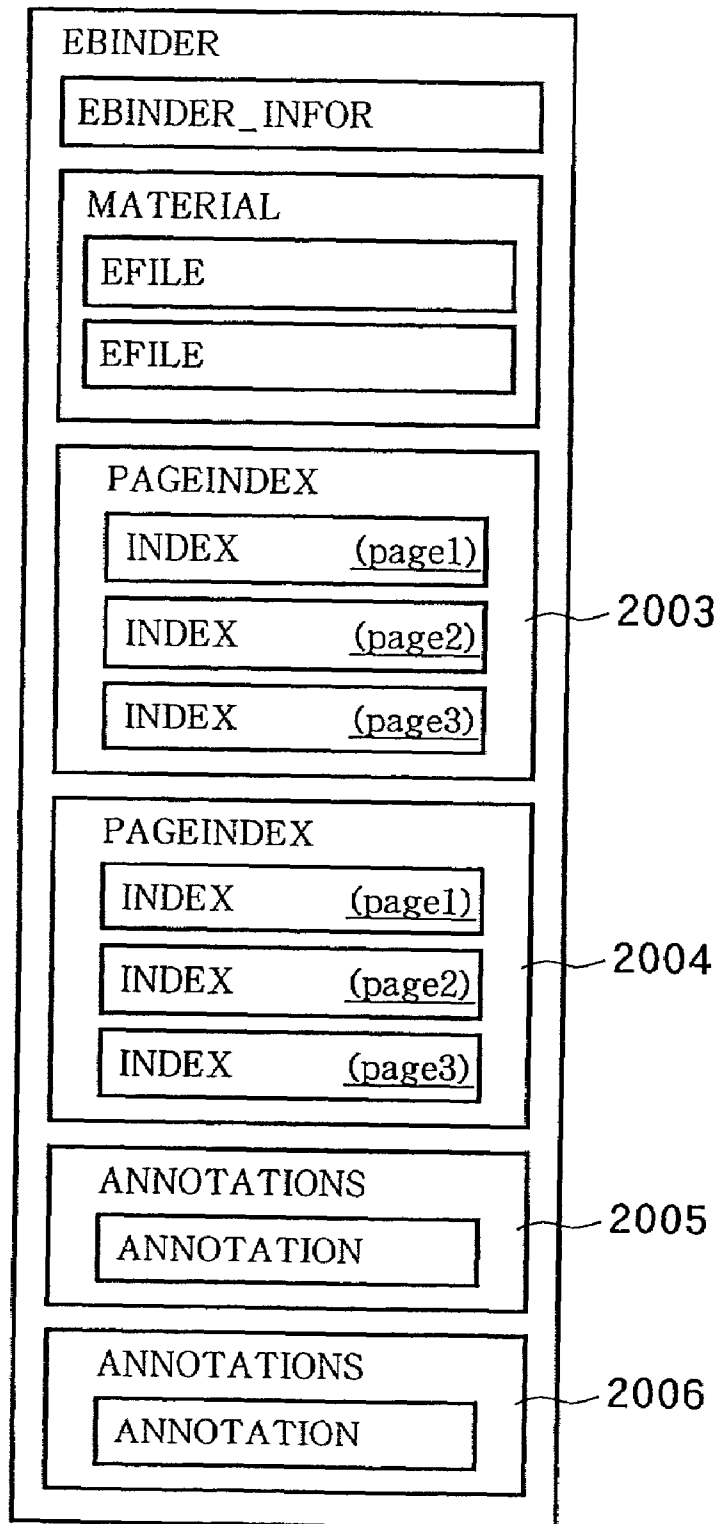 EBINDER
EBINDER_INFOR
MATERIAL
EFILE
EFILE
PAGEINDEX
INDEX (page1)
INDEX (page2)
INDEX (page3)
2003
PAGEINDEX
INDEX (page1)
INDEX (page2)
INDEX (page3)
2004
ANNOTATIONS
ANNOTATION
2005
ANNOTATIONS
ANNOTATION
2006